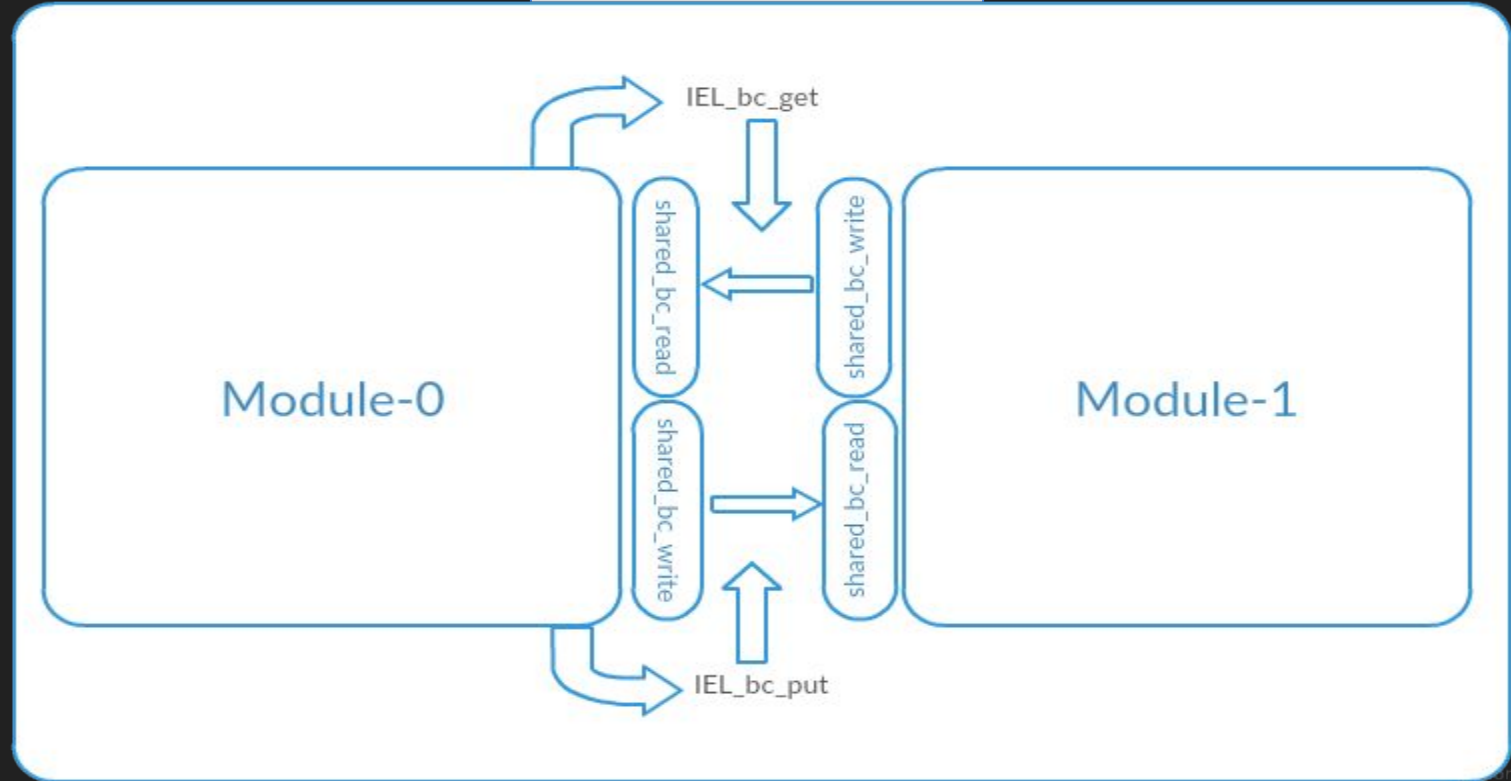 IEL_bc_get
shared_bc_read
shared_bc_write
Module-0
Module-1
shared_bc_write
shared_bc_read
IEL_bc_put